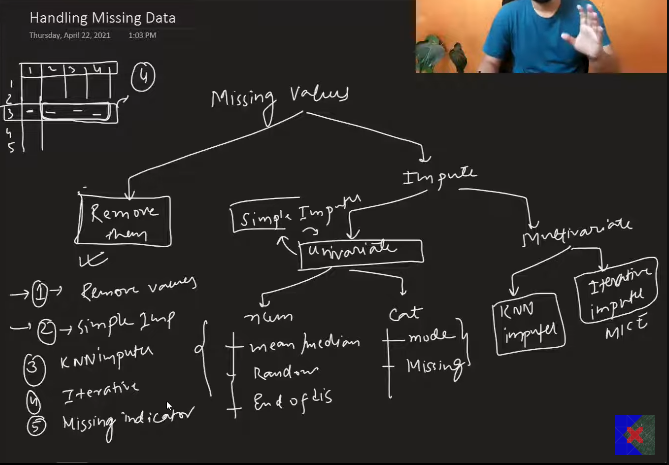 Handling Missing Data
Thursday, April 22, 2021 1:03 PM
1 2 3 4
1
2
3
4
5
4
Missing Values
Remove them
Impute
Simple Imputer
Univariate
Multivariate
num
mean/median
Random
End of dis
Cat
mode
Missing
KNN imputer
Iterative imputer
MICE
1 → Remove values
2 → Simple Imp
3 KNN imputer
4 Iterative
5 Missing indicator